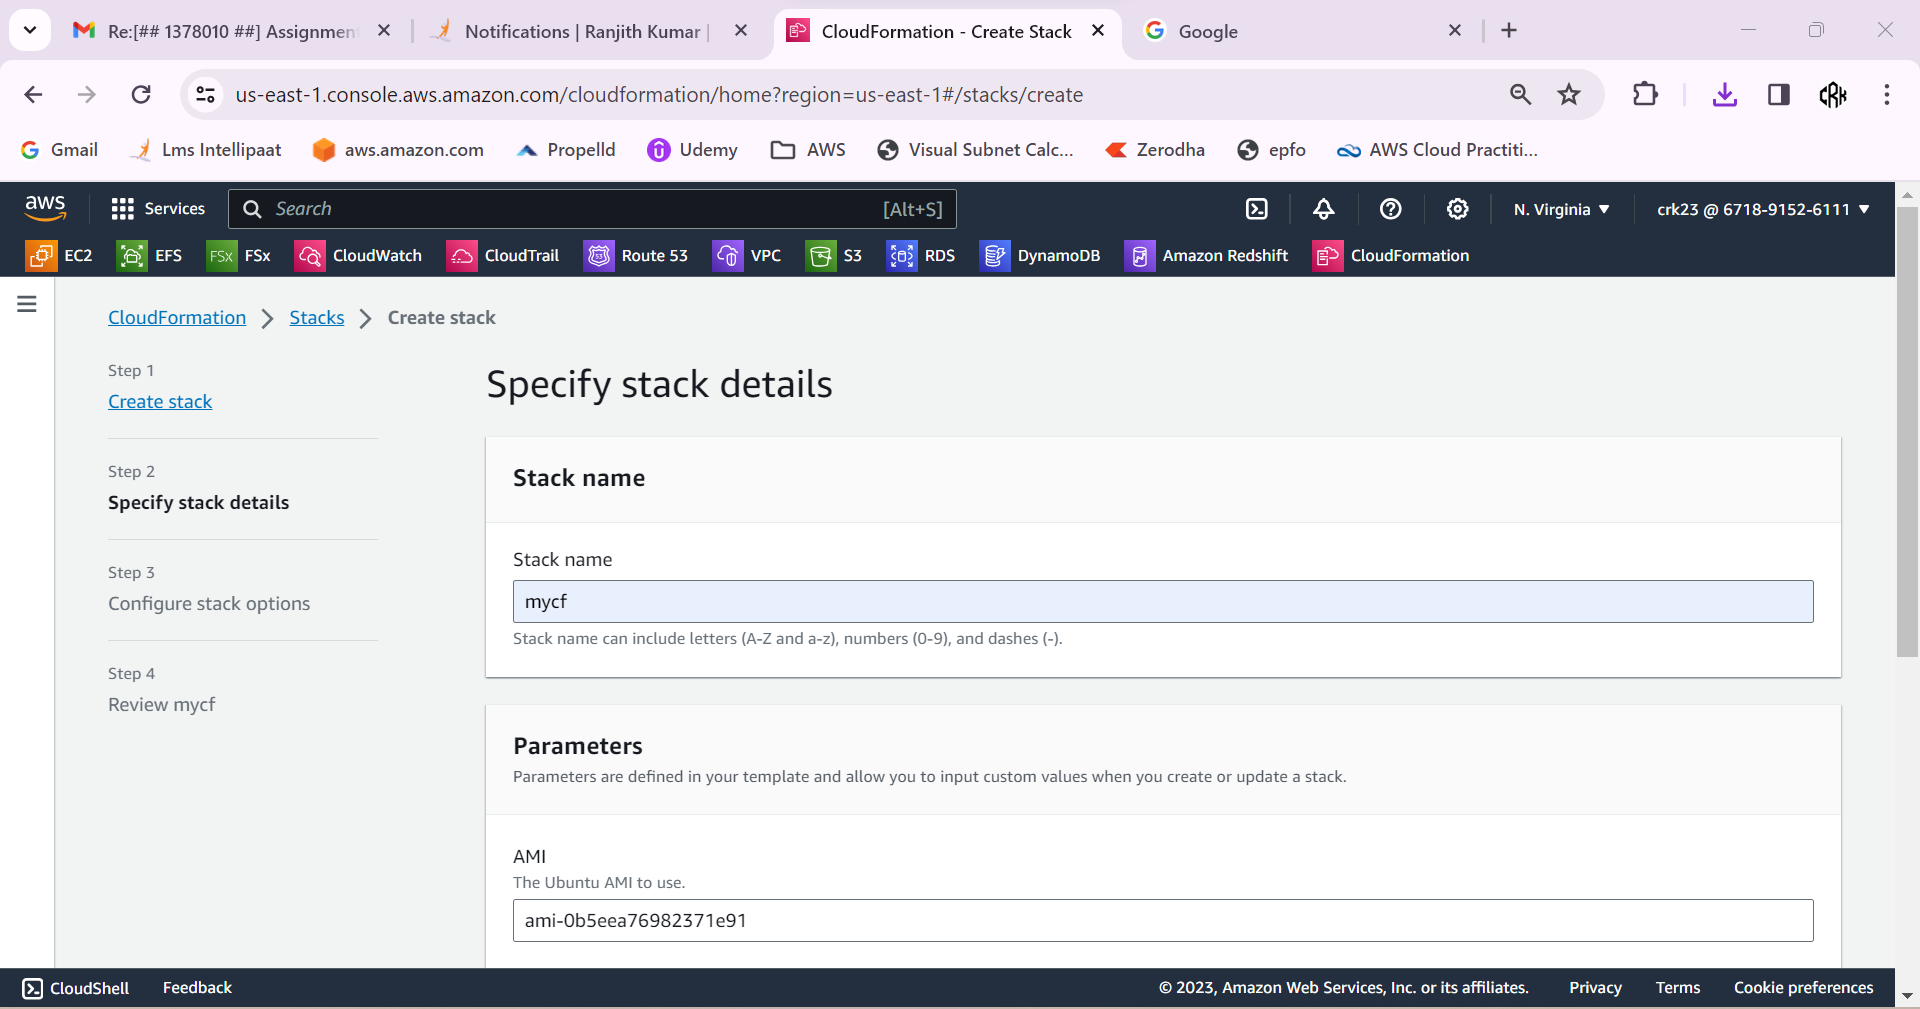 Re:[## 1378010 ##] Assignmen
Notifications | Ranjith Kumar |
CloudFormation - Create Stack
Google
us-east-1.console.aws.amazon.com/cloudformation/home?region=us-east-1#/stacks/create
Gmail
Lms Intellipaat
aws.amazon.com
Propelld
Udemy
AWS
Visual Subnet Calc...
Zerodha
epfo
AWS Cloud Practiti...
aws
Services
Search
[Alt+S]
N. Virginia
crk23 @ 6718-9152-6111
EC2
EFS
FSx
FSx
CloudWatch
CloudTrail
53
Route 53
VPC
S3
RDS
DynamoDB
Amazon Redshift
CloudFormation
CloudFormation
Stacks
Create stack
Step 1
Create stack
Step 2
Specify stack details
Step 3
Configure stack options
Step 4
Review mycf
Specify stack details
Stack name
Stack name
mycf
Stack name can include letters (A-Z and a-z), numbers (0-9), and dashes (-).
Parameters
Parameters are defined in your template and allow you to input custom values when you create or update a stack.
AMI
The Ubuntu AMI to use.
ami-0b5eea76982371e91
CloudShell
Feedback
© 2023, Amazon Web Services, Inc. or its affiliates.
Privacy
Terms
Cookie preferences